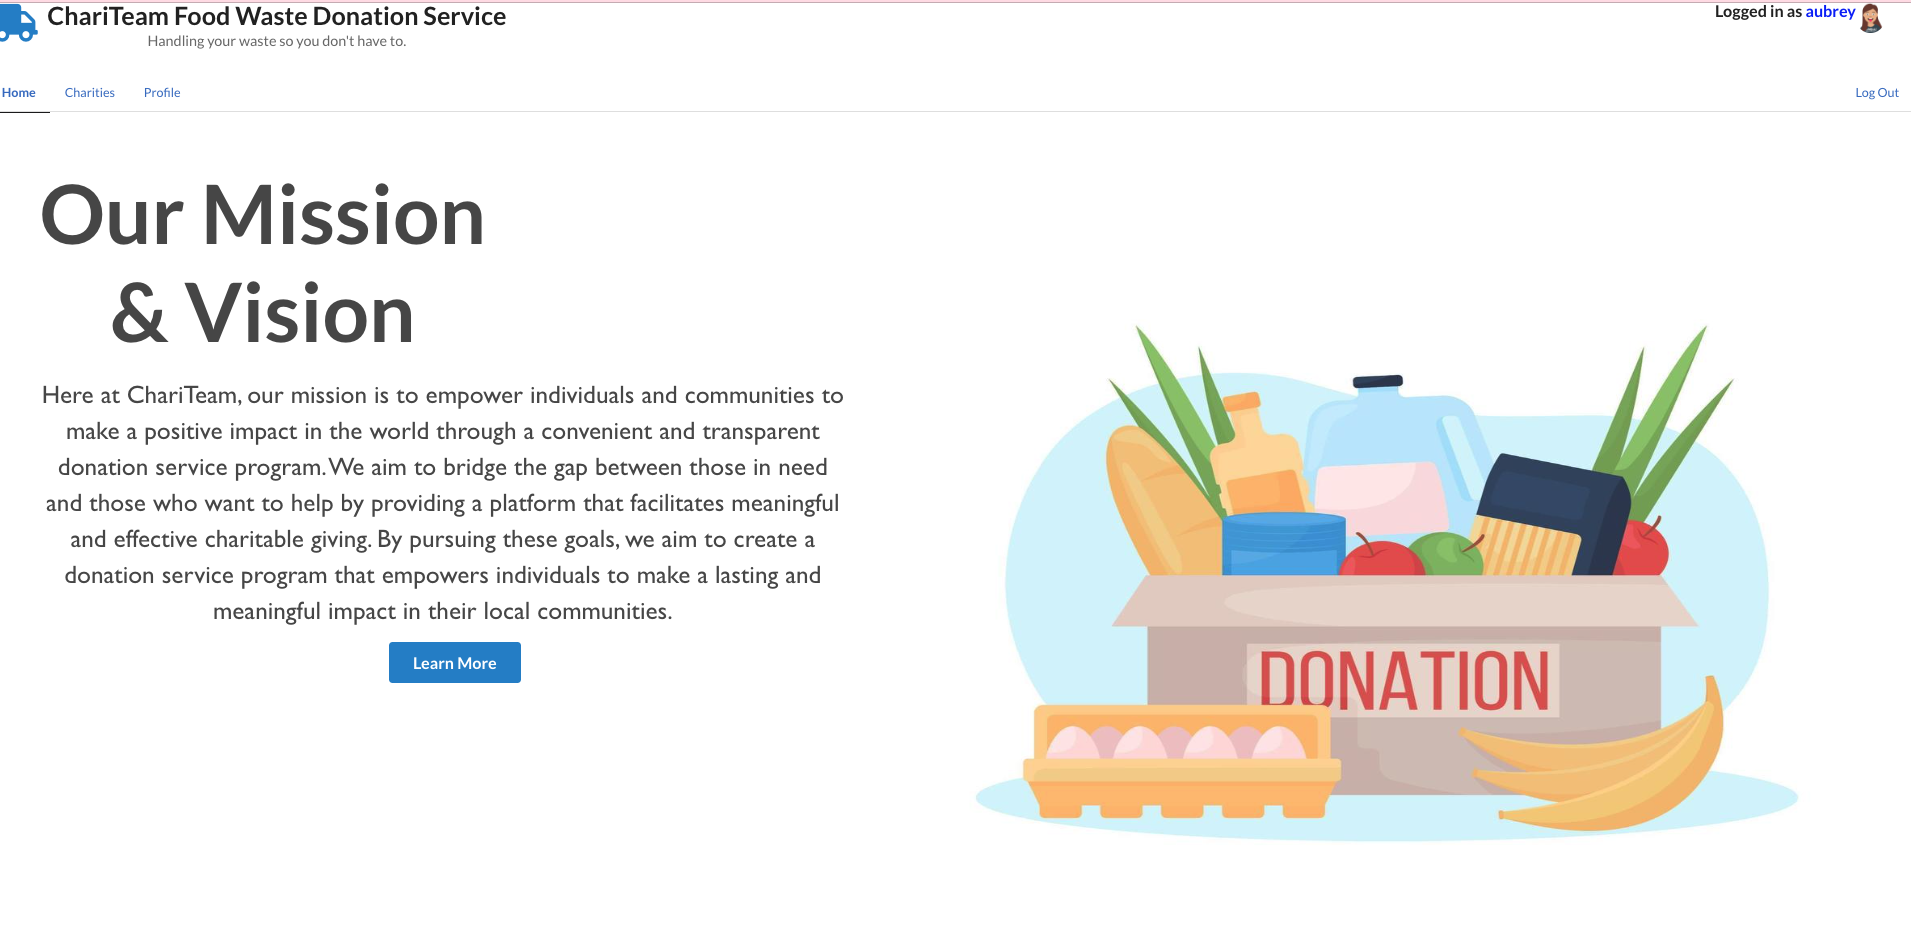 ChariTeam Food Waste Donation Service
Logged in as aubrey
Handling your waste so you don't have to.
Home Charities Profile Log Out
Our Mission
& Vision
Here at ChariTeam, our mission is to empower individuals and communities to
make a positive impact in the world through a convenient and transparent
donation service program. We aim to bridge the gap between those in need
and those who want to help by providing a platform that facilitates meaningful
and effective charitable giving. By pursuing these goals, we aim to create a
donation service program that empowers individuals to make a lasting and
meaningful impact in their local communities.
Learn More
DONATION